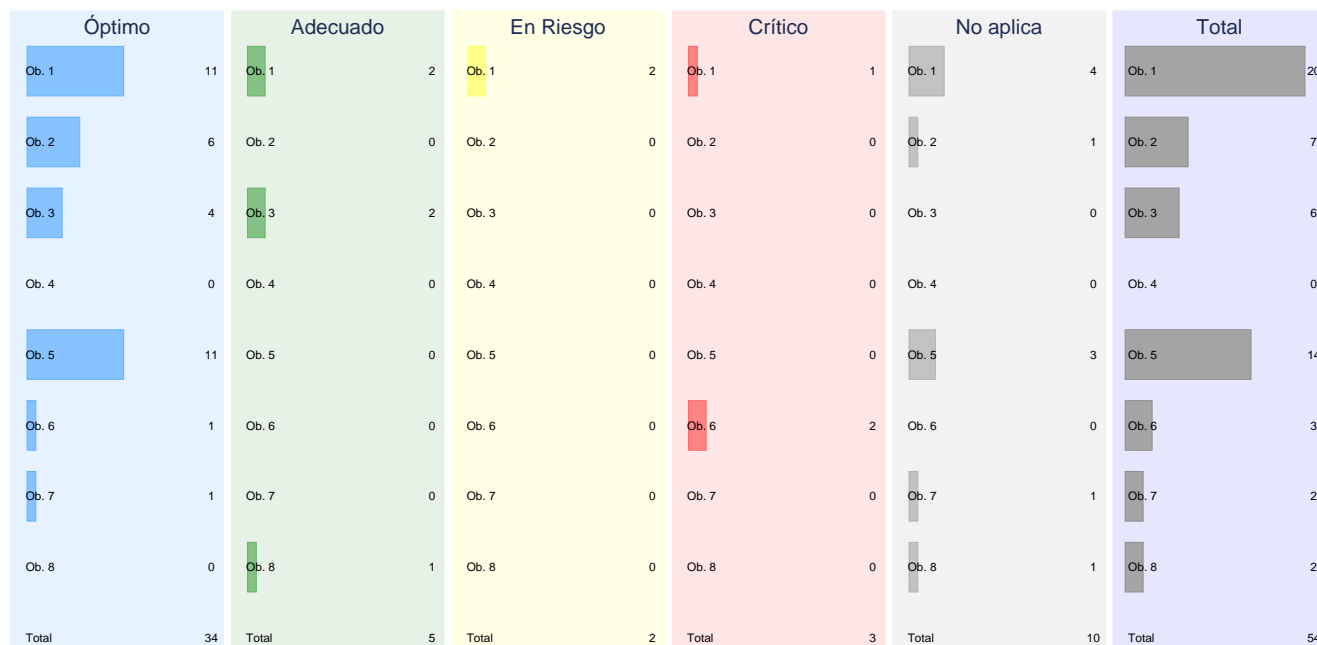 Óptimo Adecuado En Riesgo Crítico No aplica Total
Ob. 1 11 Ob. 1 2 Ob. 1 2 Ob. 1 1 Ob. 1 4 Ob. 1 20
Ob. 2 6 Ob. 2 0 Ob. 2 0 Ob. 2 0 Ob. 2 1 Ob. 2 7
Ob. 3 4 Ob. 3 2 Ob. 3 0 Ob. 3 0 Ob. 3 0 Ob. 3 6
Ob. 4 0 Ob. 4 0 Ob. 4 0 Ob. 4 0 Ob. 4 0 Ob. 4 0
Ob. 5 11 Ob. 5 0 Ob. 5 0 Ob. 5 0 Ob. 5 3 Ob. 5 14
Ob. 6 1 Ob. 6 0 Ob. 6 0 Ob. 6 2 Ob. 6 0 Ob. 6 3
Ob. 7 1 Ob. 7 0 Ob. 7 0 Ob. 7 0 Ob. 7 1 Ob. 7 2
Ob. 8 0 Ob. 8 1 Ob. 8 0 Ob. 8 0 Ob. 8 1 Ob. 8 2
Total 34 Total 5 Total 2 Total 3 Total 10 Total 54